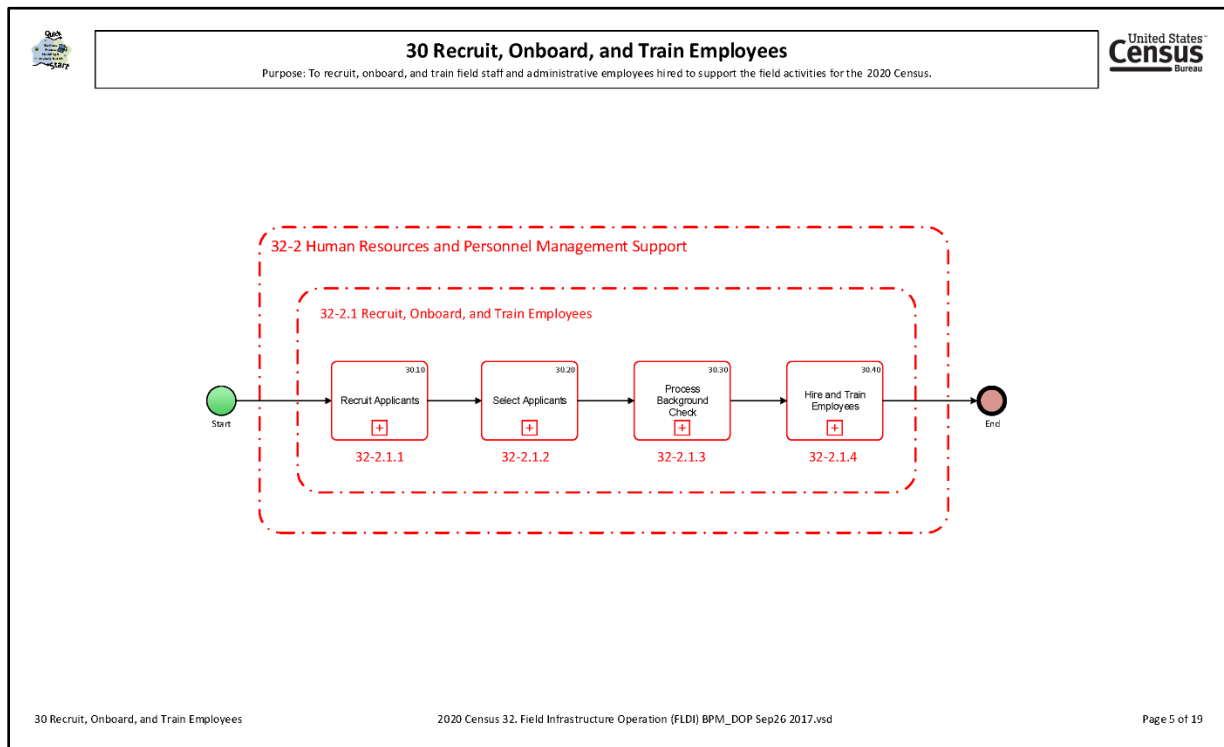 Quick
Start
30 Recruit, Onboard, and Train Employees
Purpose: To recruit, onboard, and train field staff and administrative employees hired to support the field activities for the 2020 Census.
United States™
Census
Bureau
32-2 Human Resources and Personnel Management Support
32-2.1 Recruit, Onboard, and Train Employees
Start
30.10
Recruit Applicants
32-2.1.1
30.20
Select Applicants
32-2.1.2
30.30
Process
Background
Check
32-2.1.3
30.40
Hire and Train
Employees
32-2.1.4
End
30 Recruit, Onboard, and Train Employees
2020 Census 32. Field Infrastructure Operation (FLDI) BPM_DOP Sep26 2017.vsd
Page 5 of 19